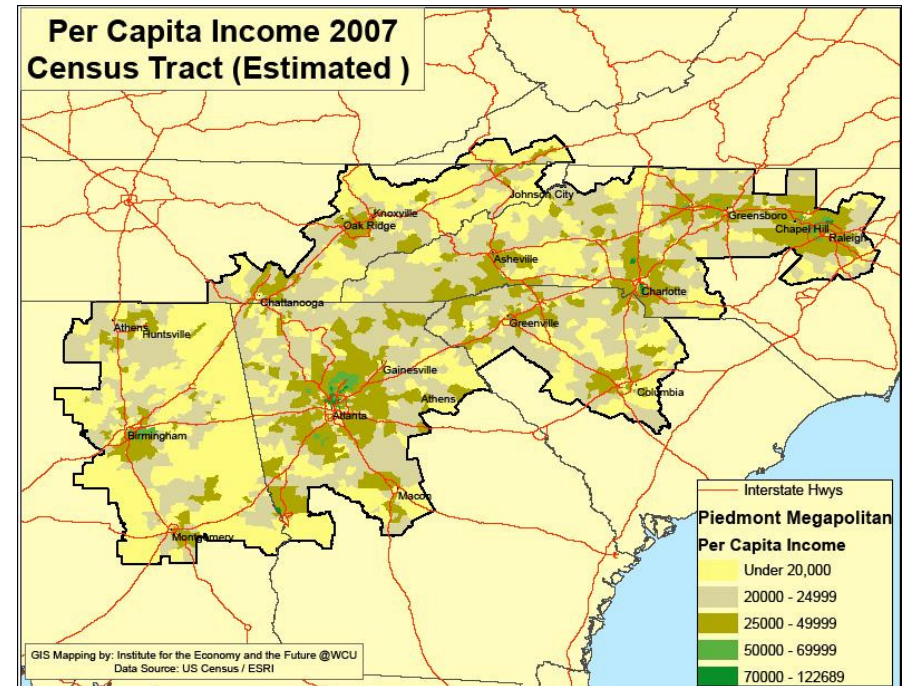 Per Capita Income 2007
Census Tract (Estimated )
Johnson City
Knoxville
Oak Ridge
Greensboro
Chapel Hill
Raleigh
Asheville
Charlotte
Chattanooga
Greenville
Athens
Huntsville
Gainesville
Columbia
Athens
Atlanta
Birmingham
Macon
Montgomery
Interstate Hwys
Piedmont Megapolitan
Per Capita Income
Under 20,000
20000 - 24999
25000 - 49999
50000 - 69999
70000 - 122689
GIS Mapping by: Institute for the Economy and the Future @WCU
Data Source: US Census / ESRI